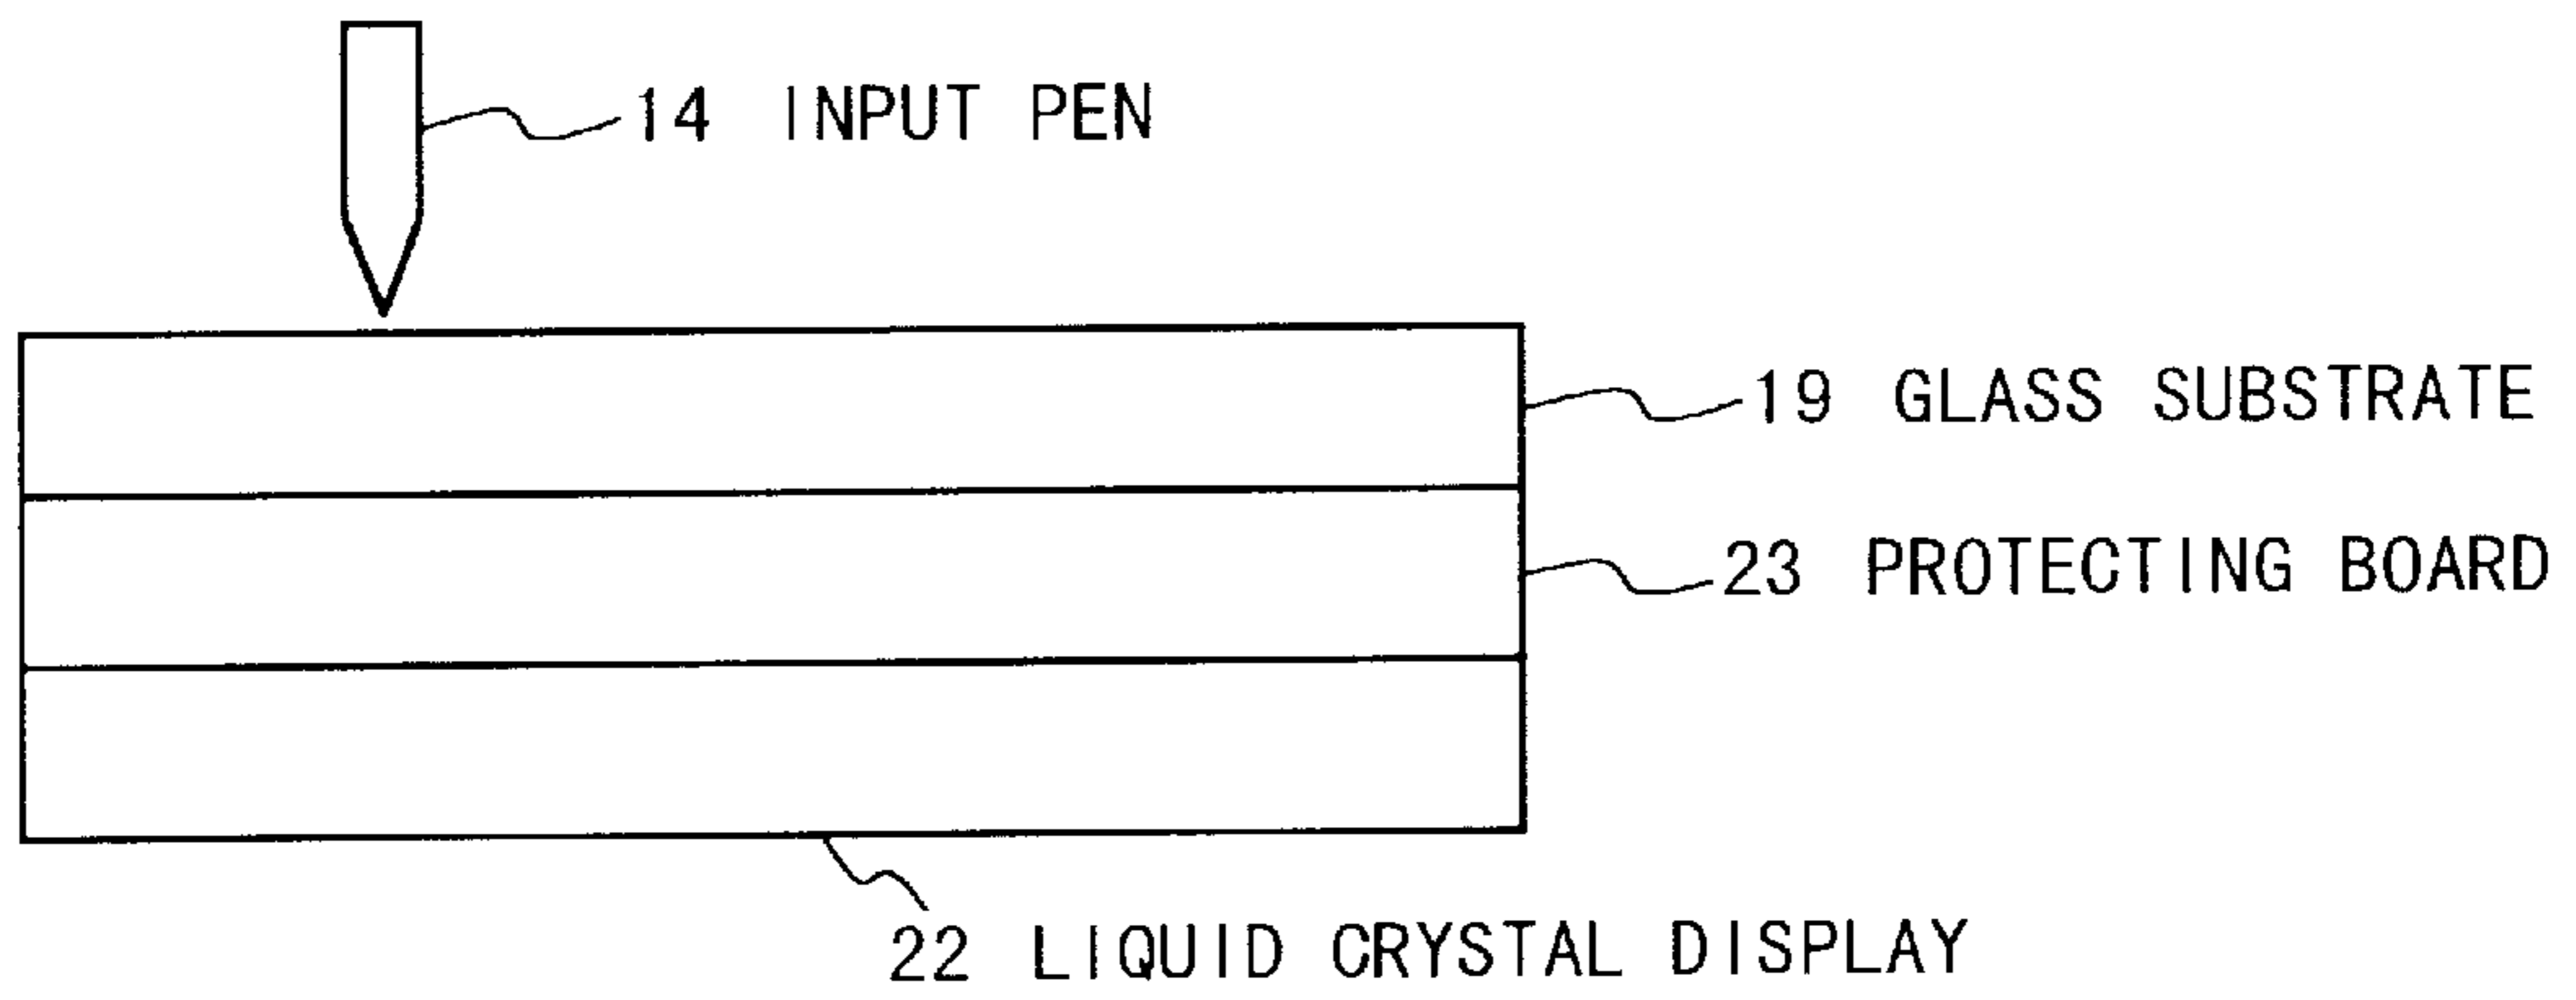 14 INPUT PEN
19 GLASS SUBSTRATE
23 PROTECTING BOARD
22 LIQUID CRYSTAL DISPLAY